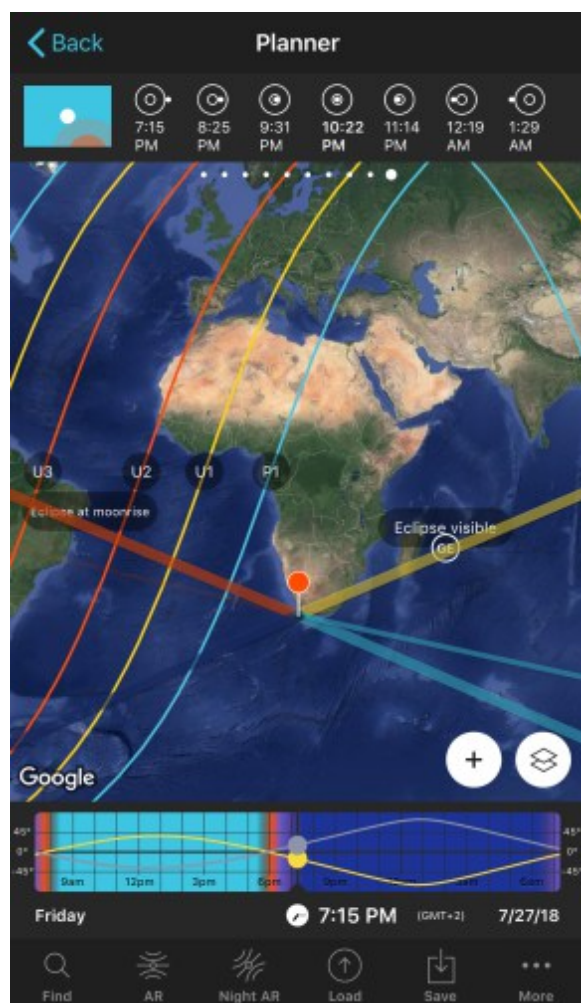 Back
Planner
7:15 PM
8:25 PM
9:31 PM
10:22 PM
11:14 PM
12:19 AM
1:29 AM
U3
U2
U1
P1
Eclipse at moonrise
Eclipse visible
GE
+
Google
45°
0°
-45°
45°
0°
-45°
9am
12pm
3pm
6pm
9pm
6am
Friday
7:15 PM (GMT+2)
7/27/18
Find
AR
Night AR
Load
Save
More